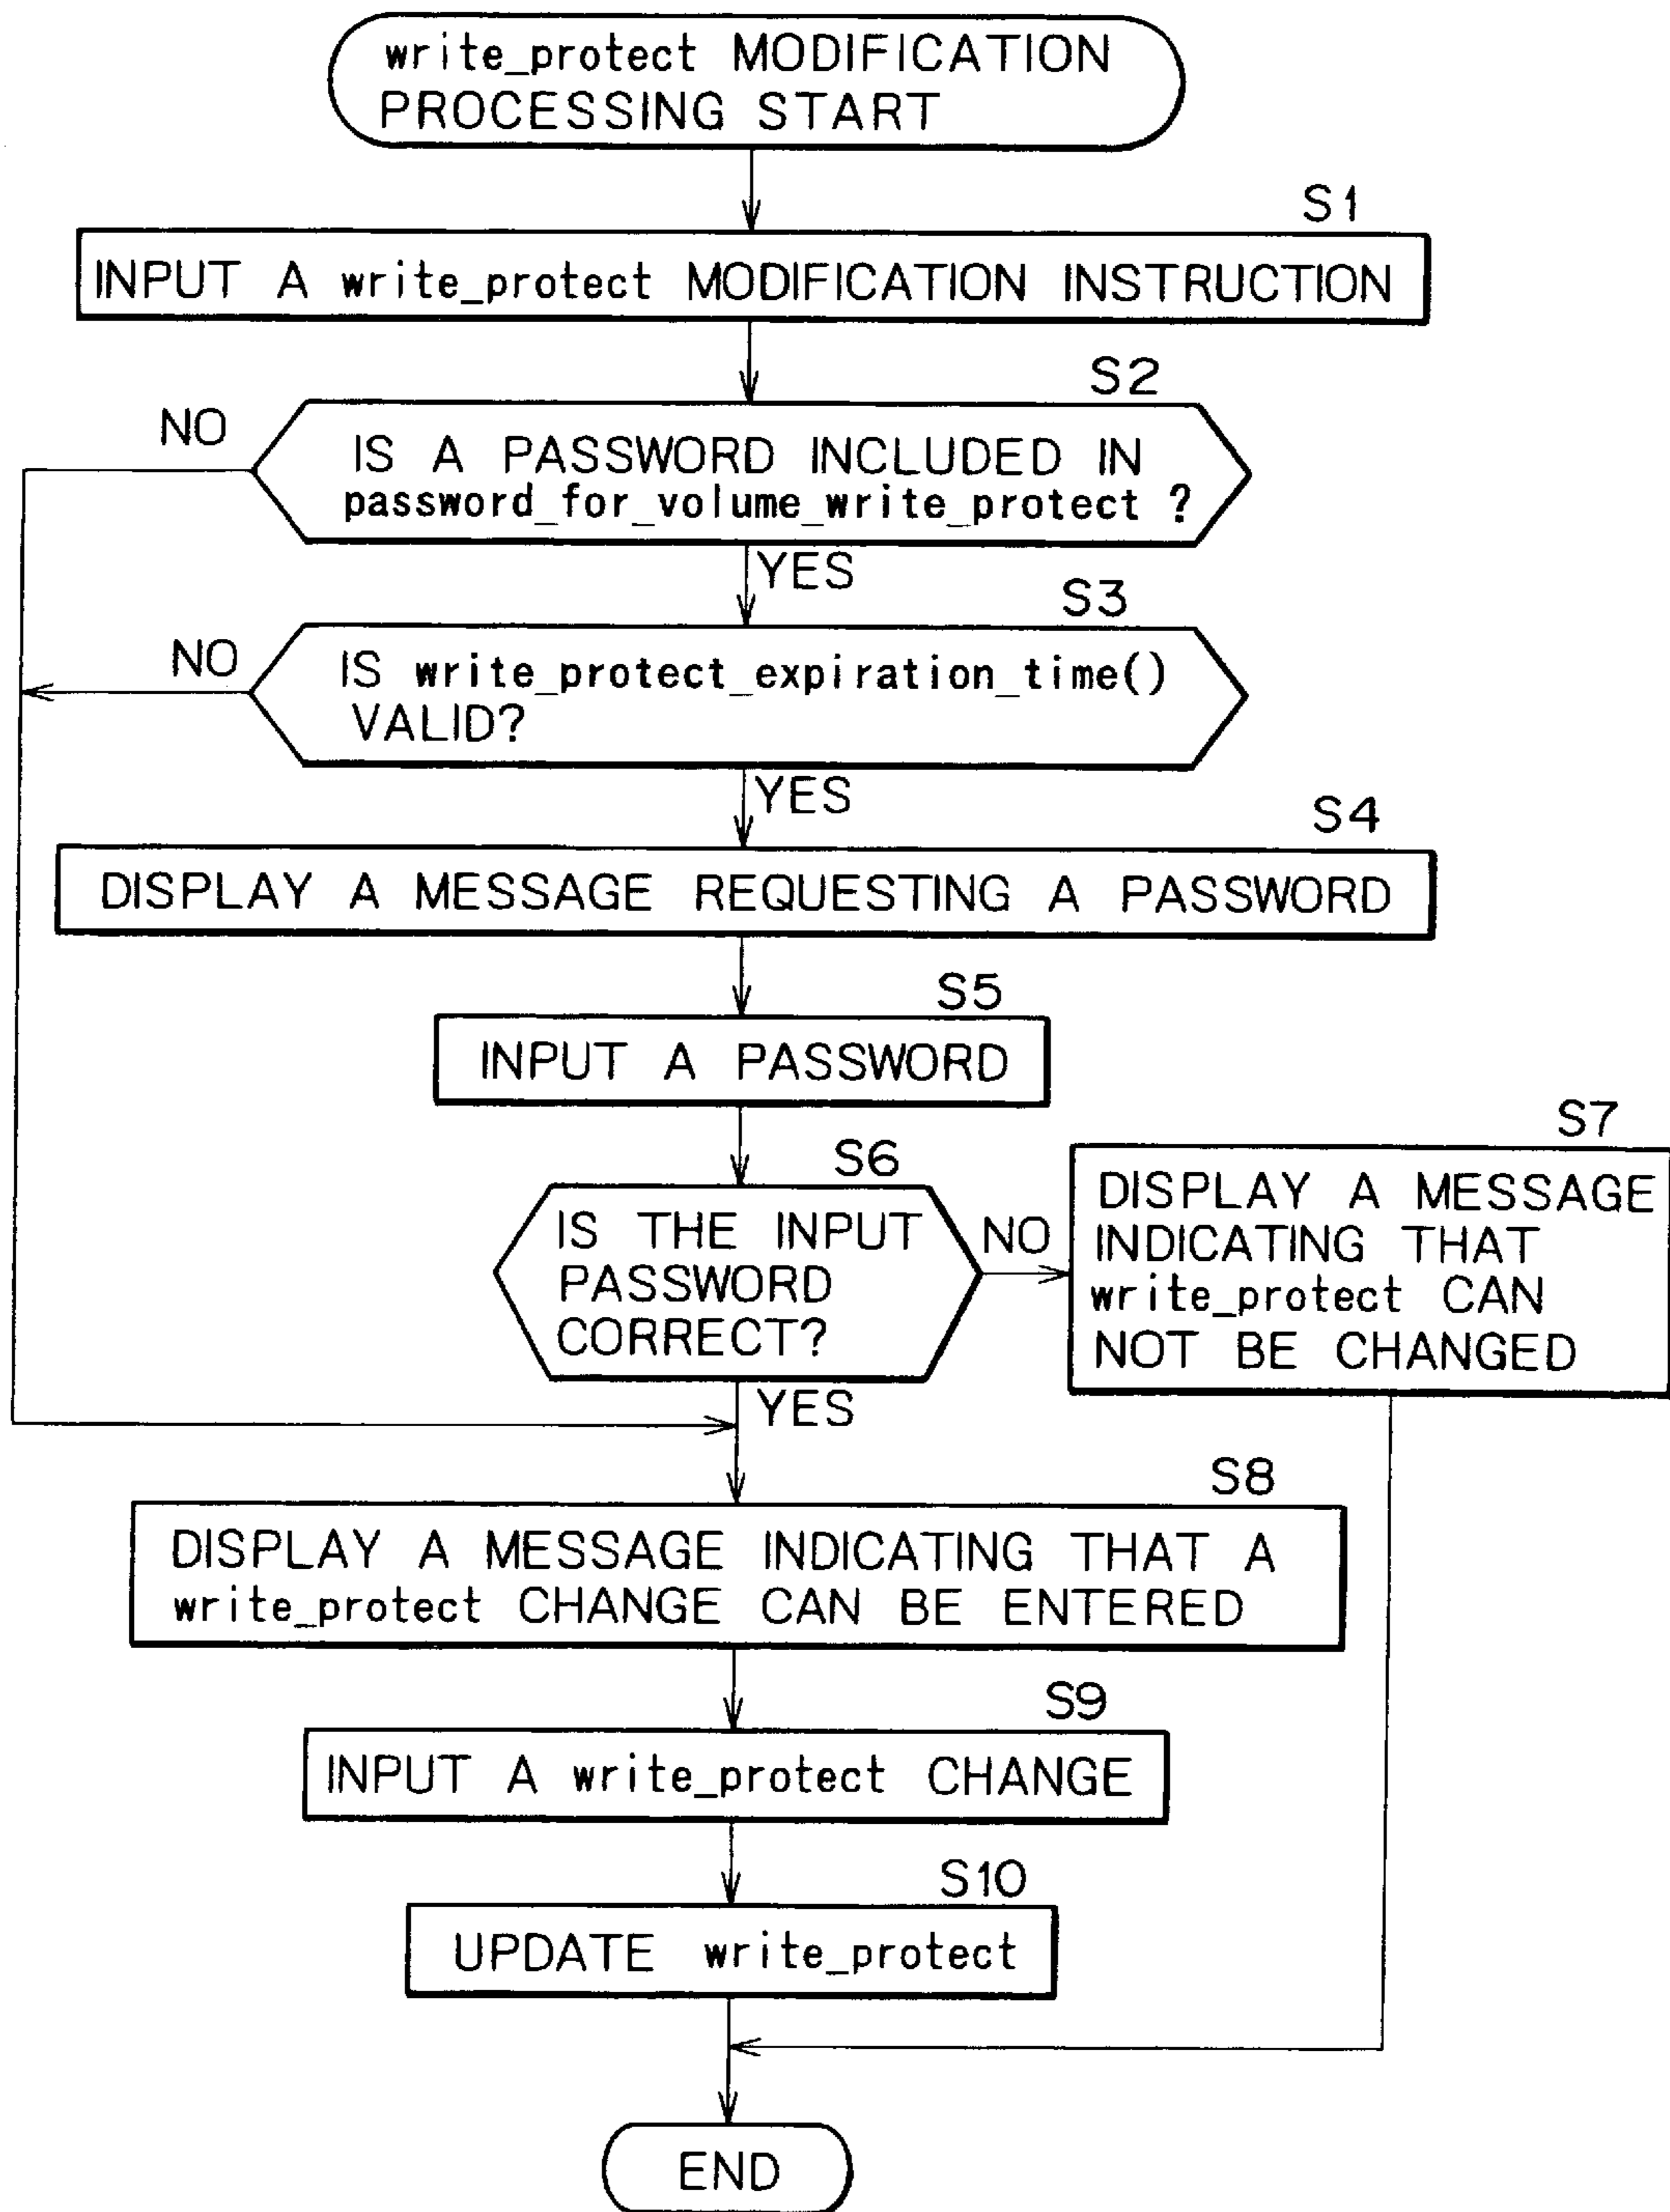 write_protect MODIFICATION
PROCESSING START
S1
INPUT A write_protect MODIFICATION INSTRUCTION
S2
NO
IS A PASSWORD INCLUDED IN
password_for_volume_write_protect ?
YES
S3
NO
IS write_protect_expiration_time()
VALID?
YES
S4
DISPLAY A MESSAGE REQUESTING A PASSWORD
S5
INPUT A PASSWORD
S6
IS THE INPUT
PASSWORD
CORRECT?
NO
S7
DISPLAY A MESSAGE
INDICATING THAT
write_protect CAN
NOT BE CHANGED
YES
S8
DISPLAY A MESSAGE INDICATING THAT A
write_protect CHANGE CAN BE ENTERED
S9
INPUT A write_protect CHANGE
S10
UPDATE write_protect
END